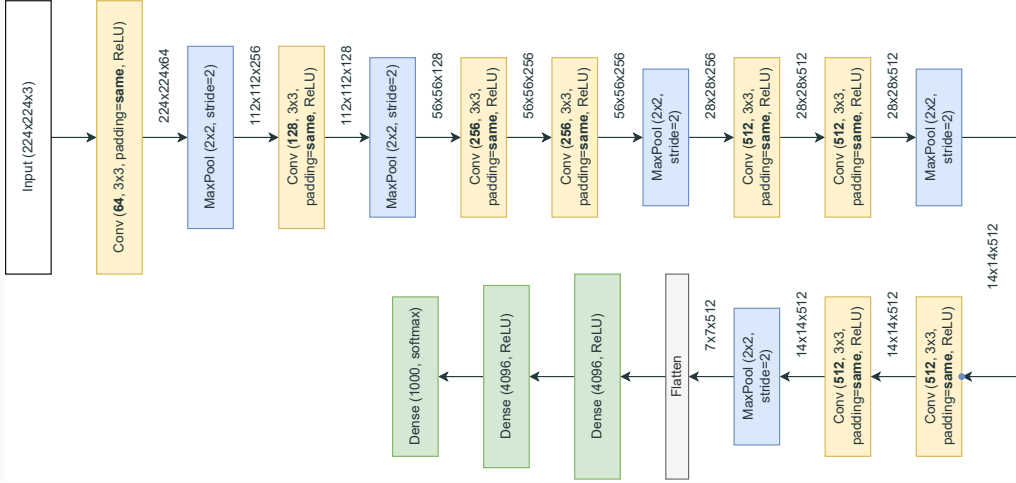 Input (224x224x3)
Conv (64, 3x3, padding=same, ReLU)
224x224x64
MaxPool (2x2, stride=2)
112x112x256
Conv (128, 3x3,
padding=same, ReLU)
112x112x128
MaxPool (2x2, stride=2)
56x56x128
Conv (256, 3x3,
padding=same, ReLU)
56x56x256
Conv (256, 3x3,
padding=same, ReLU)
56x56x256
MaxPool (2x2,
stride=2)
28x28x256
Conv (512, 3x3,
padding=same, ReLU)
28x28x512
Conv (512, 3x3,
padding=same, ReLU)
28x28x512
MaxPool (2x2,
stride=2)
14x14x512
Conv (512, 3x3,
padding=same, ReLU)
14x14x512
Conv (512, 3x3,
padding=same, ReLU)
14x14x512
MaxPool (2x2,
stride=2)
7x7x512
Flatten
Dense (4096, ReLU)
Dense (4096, ReLU)
Dense (1000, softmax)